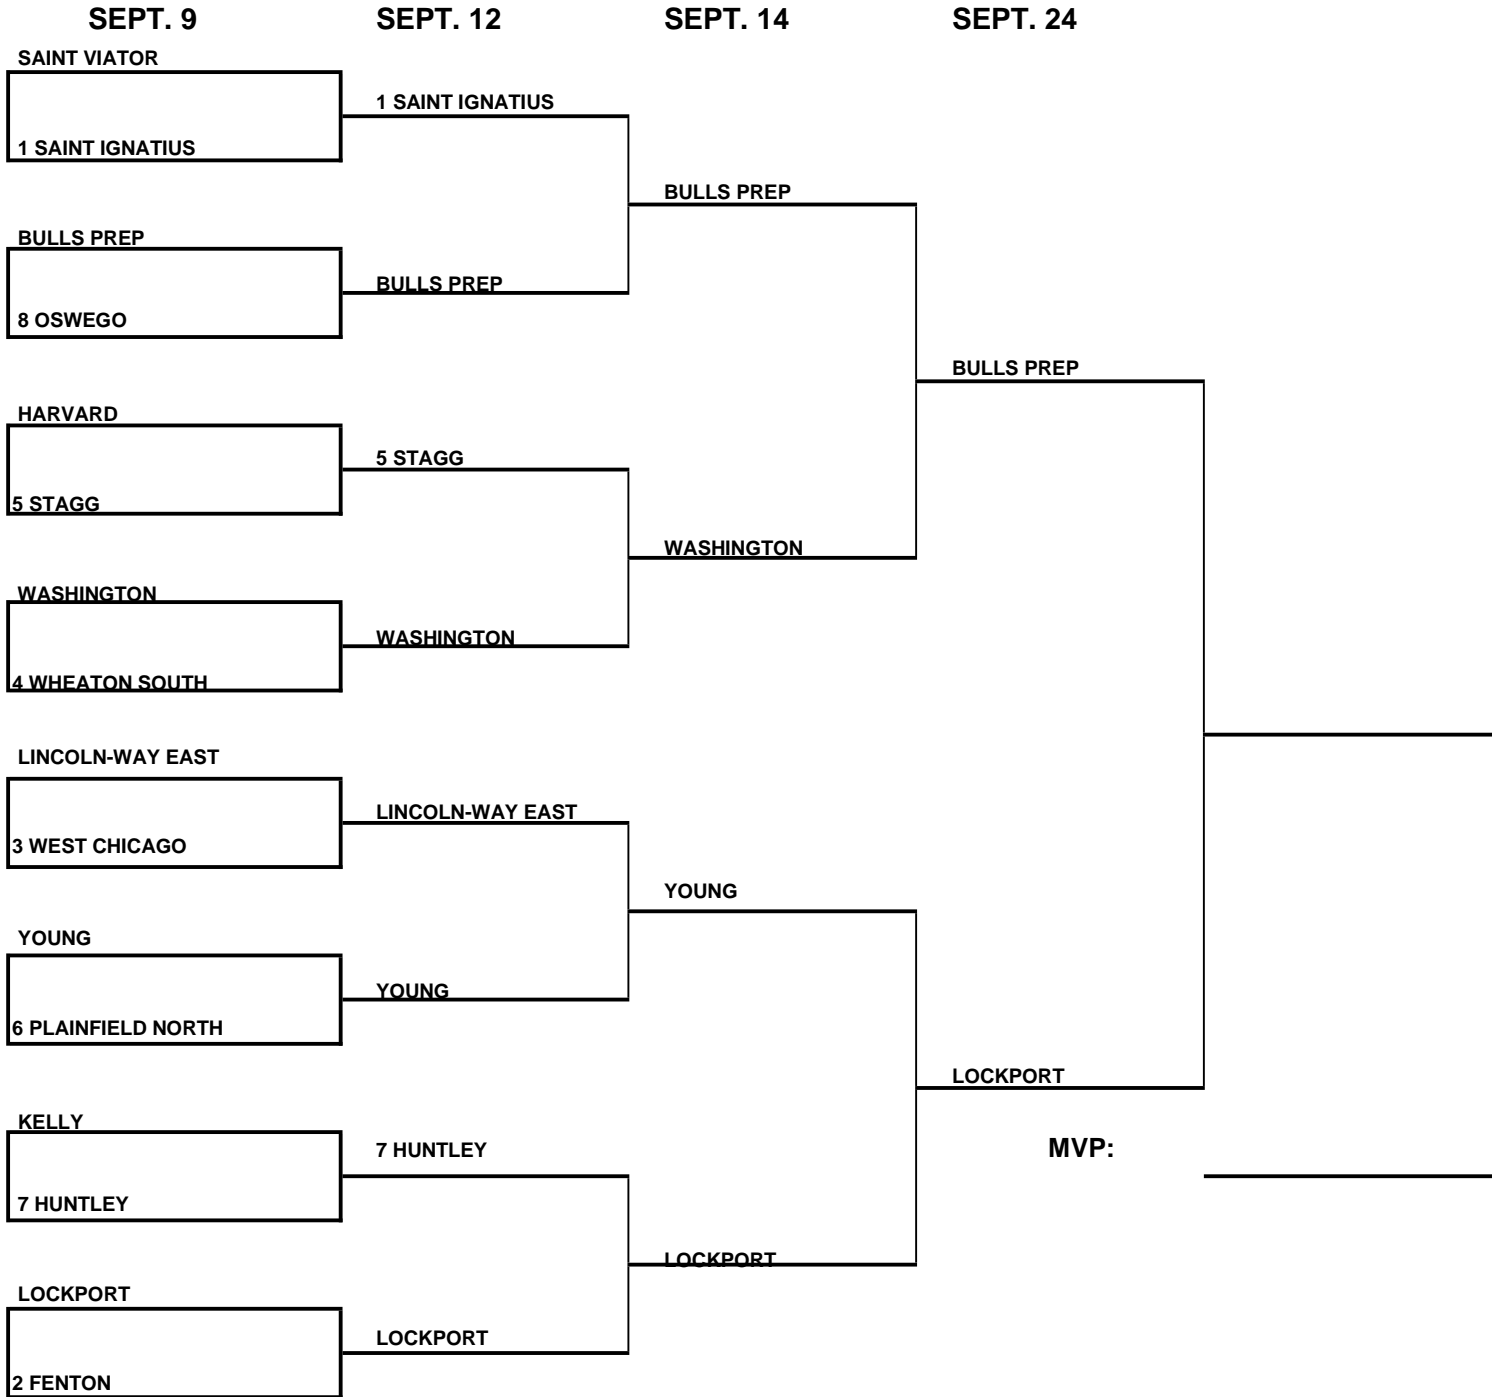 SEPT. 9 SEPT. 12 SEPT. 14 SEPT. 24
SAINT VIATOR
1 SAINT IGNATIUS
1 SAINT IGNATIUS
BULLS PREP
BULLS PREP
BULLS PREP
8 OSWEGO
BULLS PREP
HARVARD
5 STAGG
5 STAGG
WASHINGTON
WASHINGTON
WASHINGTON
4 WHEATON SOUTH
LINCOLN-WAY EAST
LINCOLN-WAY EAST
3 WEST CHICAGO
YOUNG
YOUNG
YOUNG
6 PLAINFIELD NORTH
LOCKPORT
KELLY
7 HUNTLEY
MVP:
7 HUNTLEY
LOCKPORT
LOCKPORT
LOCKPORT
2 FENTON